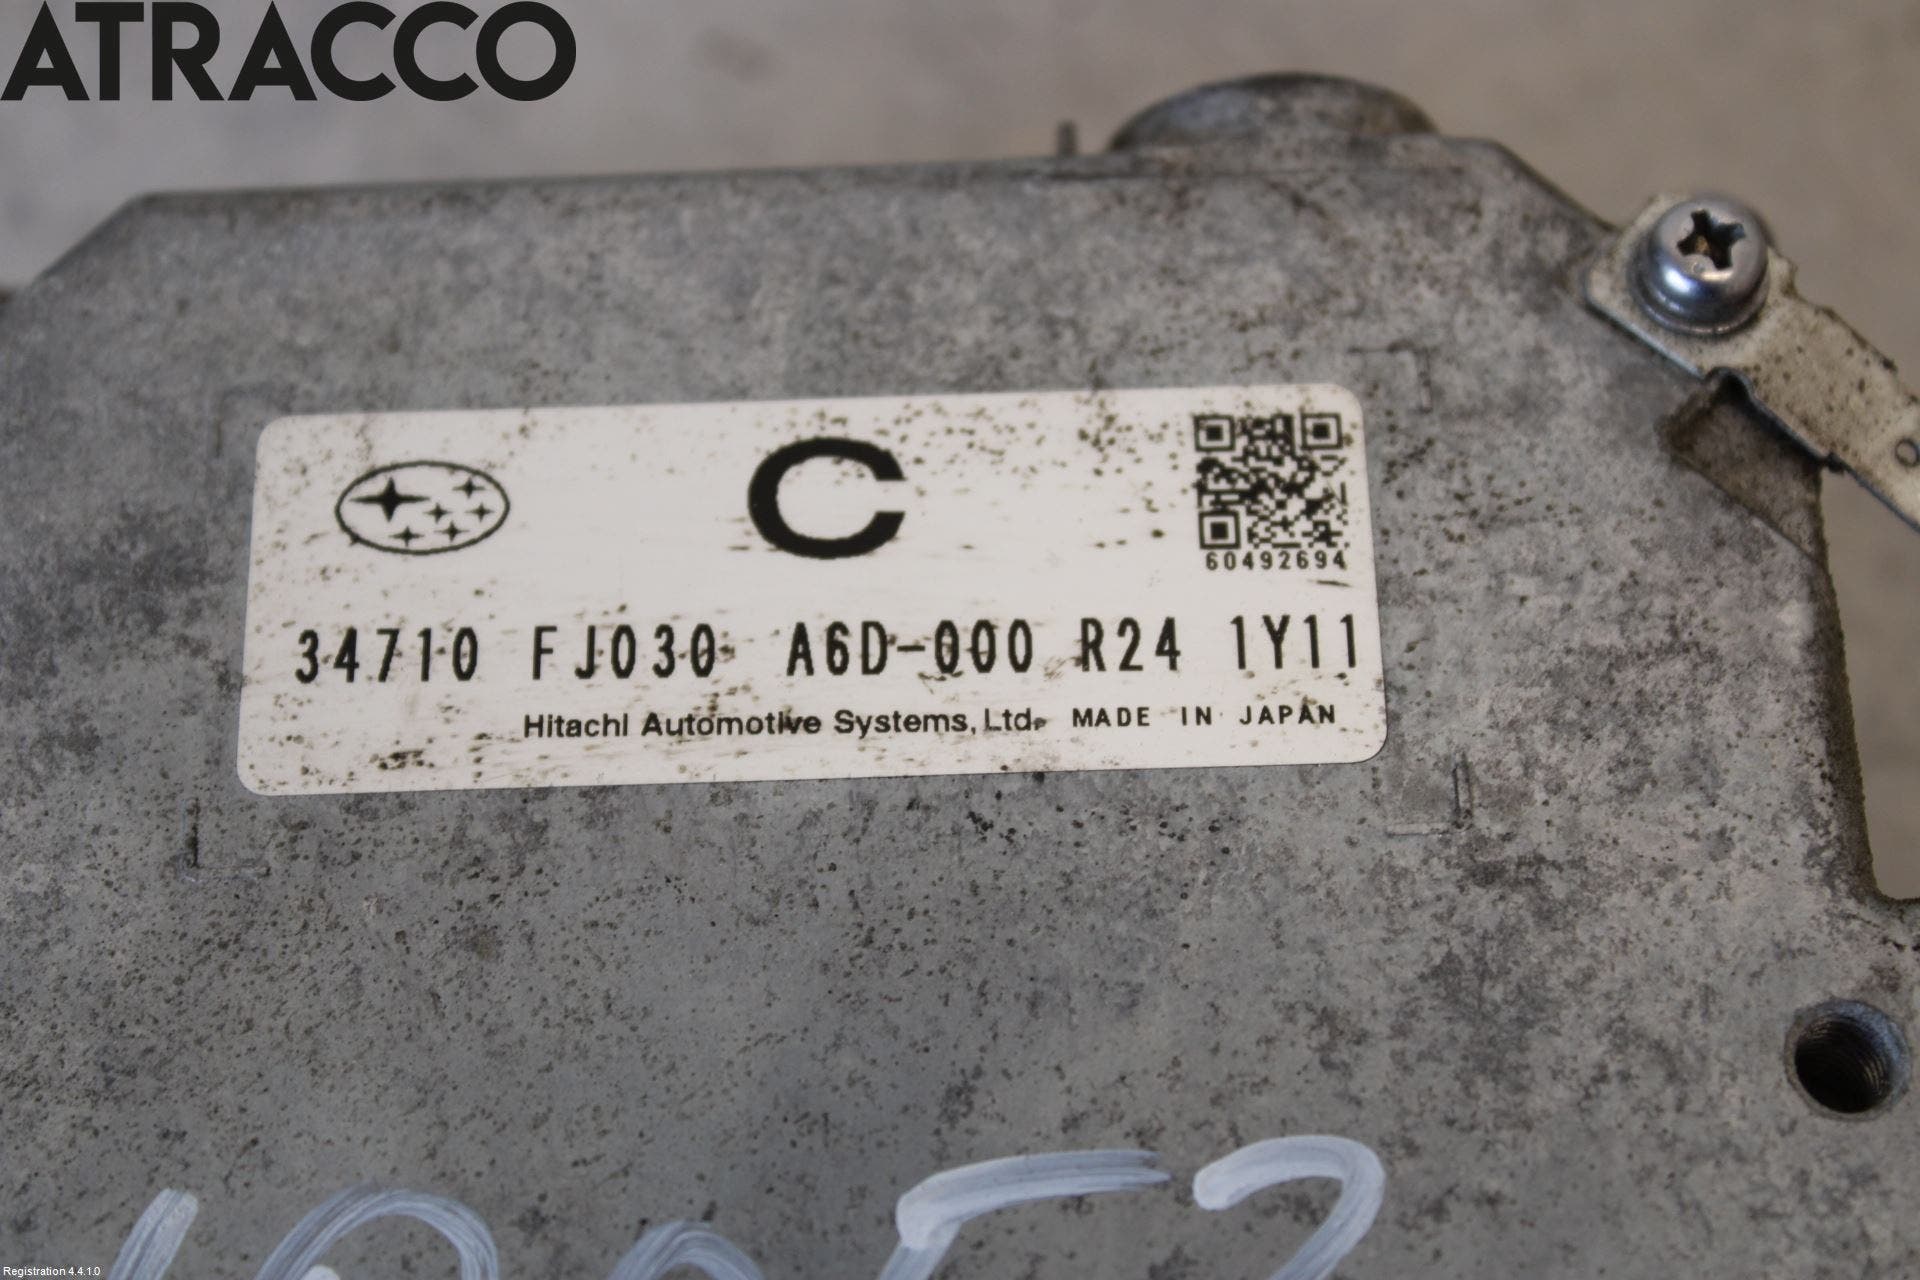 ATRACCO
C
60492694
34710 FJ030 A6D-000 R24 1Y11
Hitachi Automotive Systems, Ltd. MADE IN JAPAN
Registration 4.4.1.0